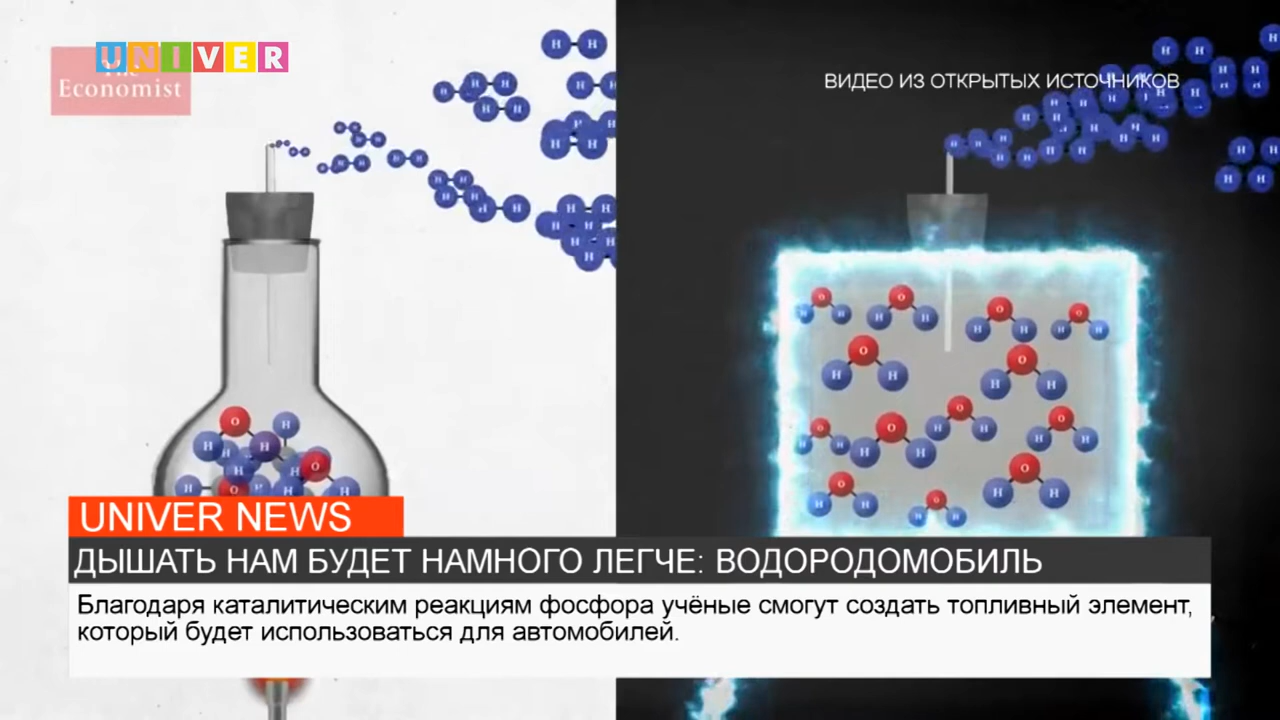 UNIVER
The
Economist
ВИДЕО ИЗ ОТКРЫТЫХ ИСТОЧНИКОВ
UNIVER NEWS
ДЫШАТЬ НАМ БУДЕТ НАМНОГО ЛЕГЧЕ: ВОДОРОДОМОБИЛЬ
Благодаря каталитическим реакциям фосфора учёные смогут создать топливный элемент,
который будет использоваться для автомобилей.